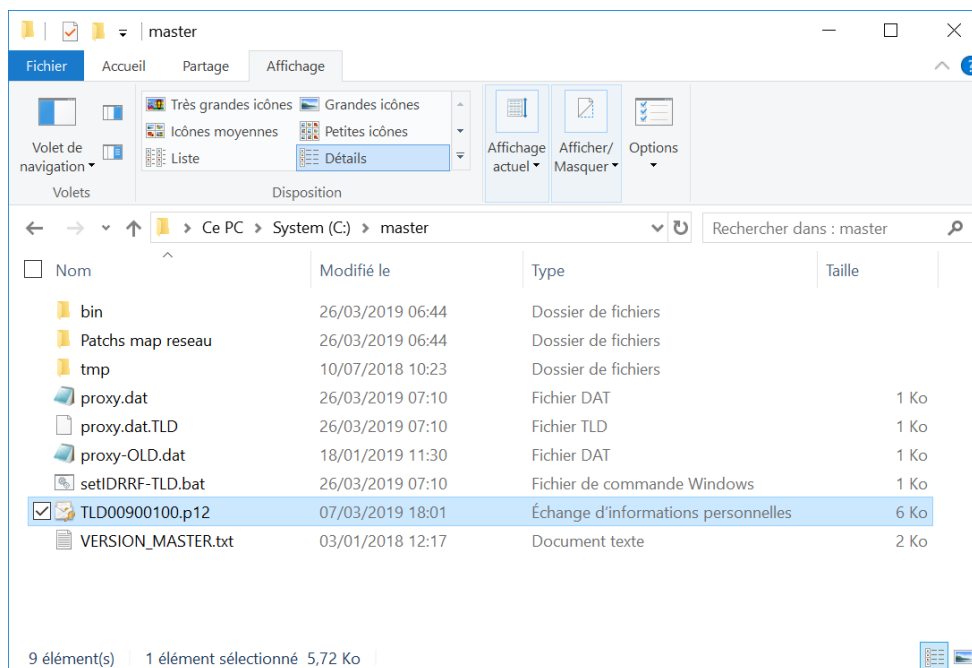 master
Fichier Accueil Partage Affichage
Très grandes icônes Grandes icônes
Icônes moyennes Petites icônes
Liste Détails
Volet de navigation
Affichage actuel
Afficher/ Masquer
Options
Volets Disposition
Ce PC System (C:) master
Rechercher dans : master
Nom Modifié le Type Taille
bin 26/03/2019 06:44 Dossier de fichiers
Patchs map reseau 26/03/2019 06:44 Dossier de fichiers
tmp 10/07/2018 10:23 Dossier de fichiers
proxy.dat 26/03/2019 07:10 Fichier DAT 1 Ko
proxy.dat.TLD 26/03/2019 07:10 Fichier TLD 1 Ko
proxy-OLD.dat 18/01/2019 11:30 Fichier DAT 1 Ko
setIDRRF-TLD.bat 26/03/2019 07:10 Fichier de commande Windows 1 Ko
TLD00900100.p12 07/03/2019 18:01 Échange d’informations personnelles 6 Ko
VERSION_MASTER.txt 03/01/2018 12:17 Document texte 2 Ko
9 élément(s) 1 élément sélectionné 5,72 Ko